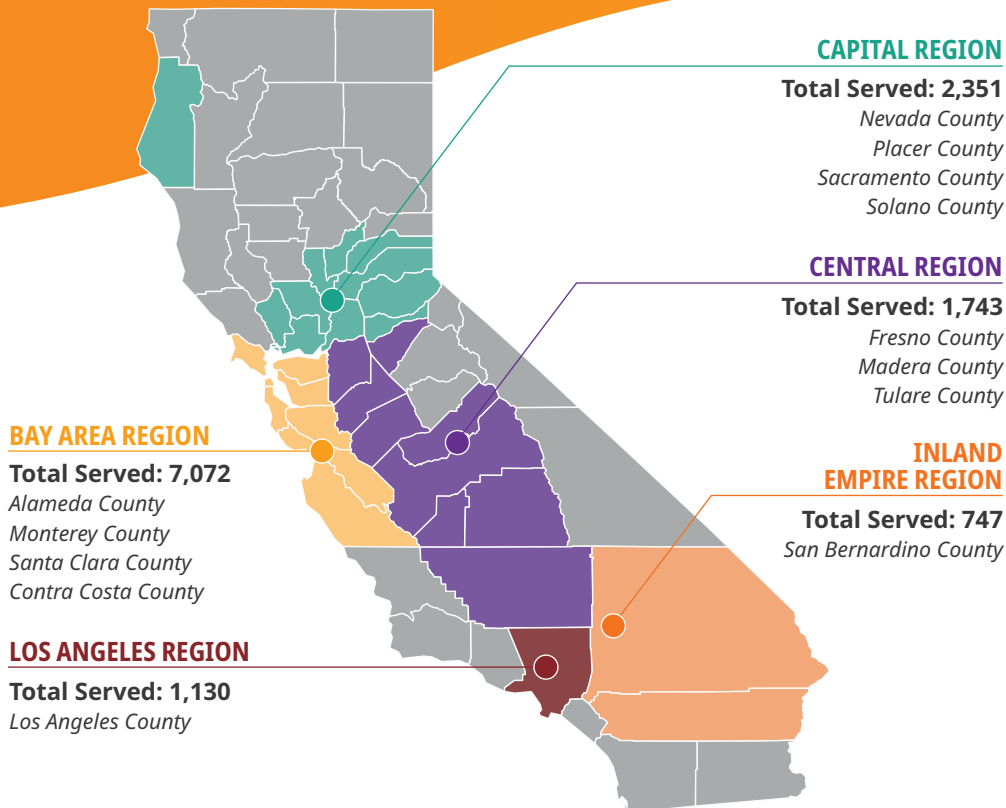 CAPITAL REGION
Total Served: 2,351
Nevada County
Placer County
Sacramento County
Solano County
CENTRAL REGION
Total Served: 1,743
Fresno County
Madera County
Tulare County
BAY AREA REGION
Total Served: 7,072
Alameda County
Monterey County
Santa Clara County
Contra Costa County
INLAND
EMPIRE REGION
Total Served: 747
San Bernardino County
LOS ANGELES REGION
Total Served: 1,130
Los Angeles County